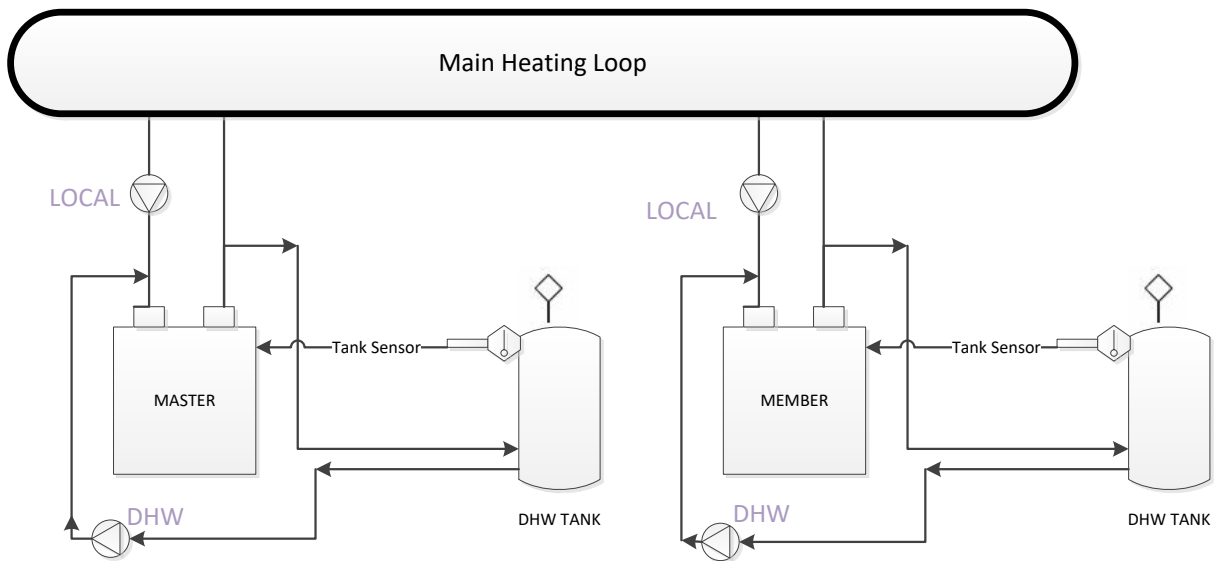 Main Heating Loop
LOCAL
LOCAL
Tank Sensor
Tank Sensor
MASTER
MEMBER
DHW
DHW
DHW TANK
DHW TANK